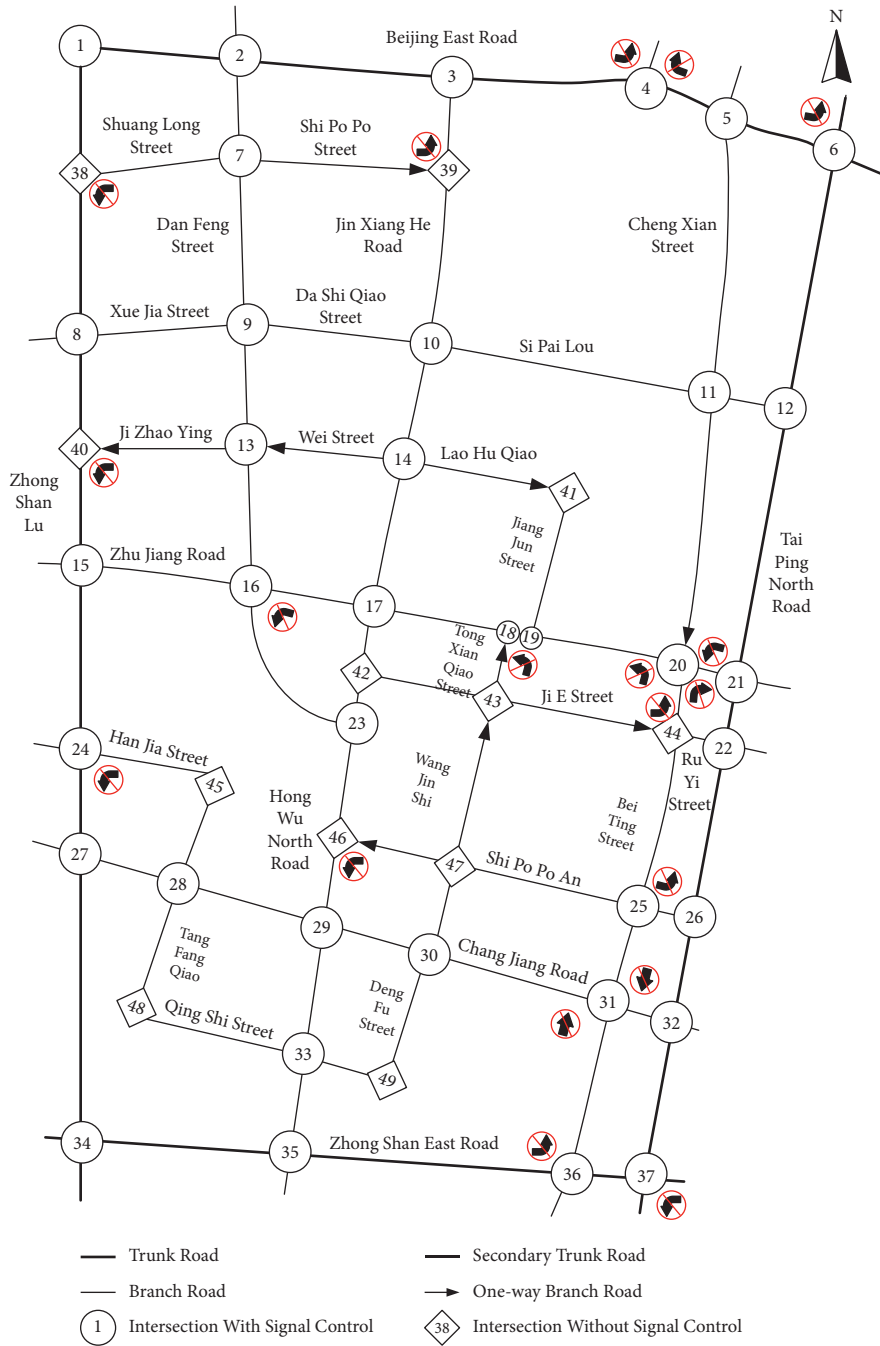 N
Beijing East Road
1
2
3
4
5
6
Shuang Long
Street
Shi Po Po
Street
7
38
39
Dan Feng
Street
Jin Xiang He
Road
Cheng Xian
Street
Xue Jia Street
Da Shi Qiao
Street
8
9
10
Si Pai Lou
11
12
Ji Zhao Ying
Wei Street
Lao Hu Qiao
40
13
14
41
Zhong
Shan
Lu
Jiang
Jun
Street
Tai
Ping
North
Road
Zhu Jiang Road
15
16
17
18
19
20
21
Tong
Xian
Qiao
Street
42
43
Ji E Street
44
22
23
Ru
Yi
Street
24
Han Jia Street
45
Wang
Jin
Shi
Hong
Wu
North
Road
Bei
Ting
Street
46
47
Shi Po Po An
27
28
25
26
29
30
Chang Jiang Road
31
32
Tang
Fang
Qiao
Deng
Fu
Street
48
Qing Shi Street
33
49
34
35
Zhong Shan East Road
36
37
Trunk Road
Secondary Trunk Road
Branch Road
One-way Branch Road
1
Intersection With Signal Control
38
Intersection Without Signal Control